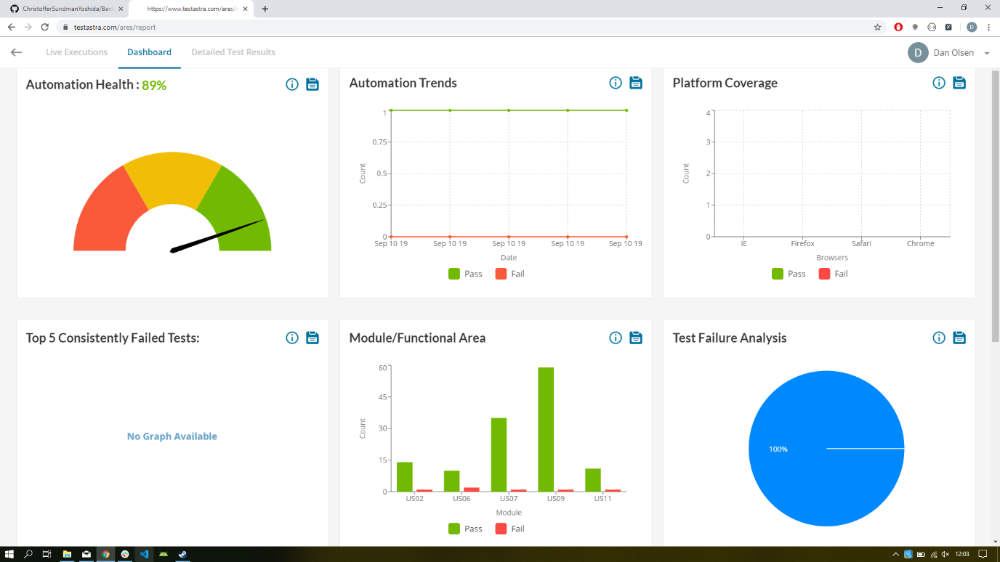 ChristofferSundmanYoshida/Ban
https://www.testastra.com/ares/r
testastra.com/ares/report
D
Live Executions
Dashboard
Detailed Test Results
D
Dan Olsen
Automation Health : 89%
Automation Trends
1
0.75
0.5
0.25
0
Count
Sep 10 19 Sep 10 19 Sep 10 19 Sep 10 19 Sep 10 19
Date
Pass Fail
Platform Coverage
4
3
2
1
0
Count
IE Firefox Safari Chrome
Browsers
Pass Fail
Top 5 Consistently Failed Tests:
No Graph Available
Module/Functional Area
60
45
30
15
0
Count
US02 US06 US07 US09 US11
Module
Pass Fail
Test Failure Analysis
100%
12:03